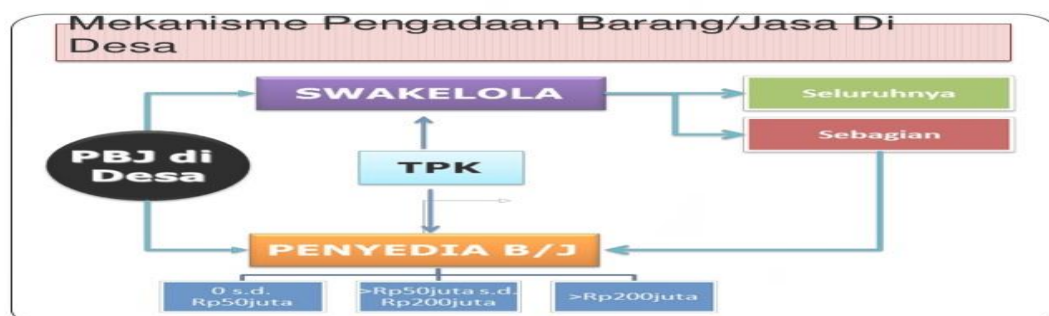 Mekanisme Pengadaan Barang/Jasa Di
Desa
SWAKELOLA
Seluruhnya
Sebagian
PBJ di
Desa
TPK
PENYEDIA B/J
0 s.d.
Rp50juta
>Rp50juta s.d.
Rp200juta
>Rp200juta